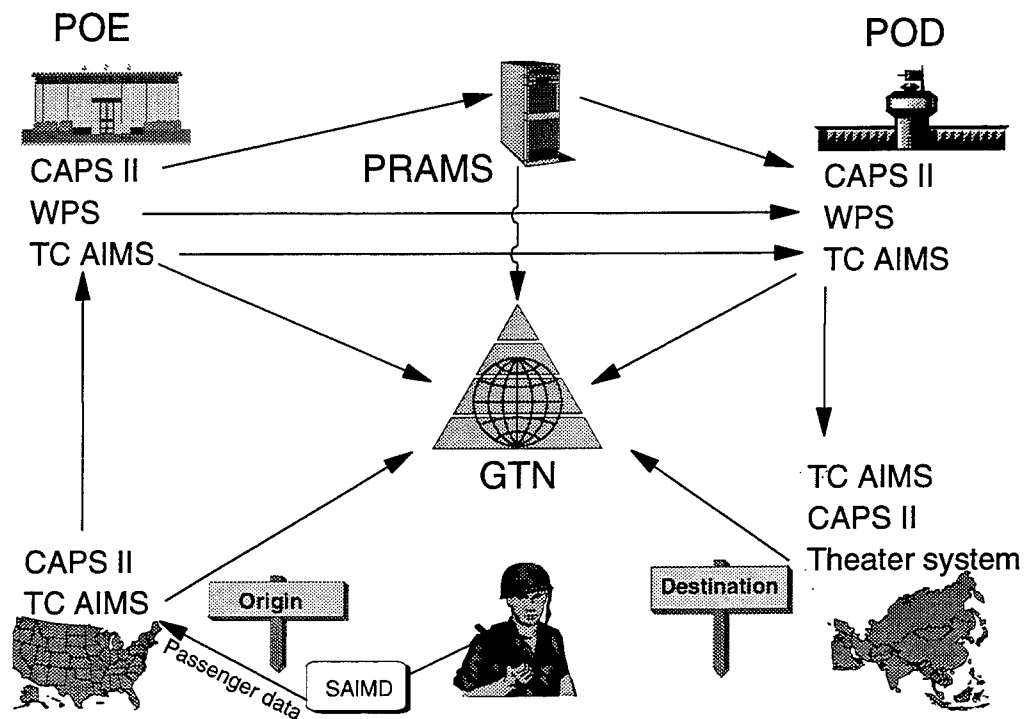 POE
POD
PRAMS
CAPS II
WPS
TC AIMS
CAPS II
WPS
TC AIMS
GTN
TC AIMS
CAPS II
Theater system
CAPS II
TC AIMS
Origin
Destination
Passenger data
SAIMD